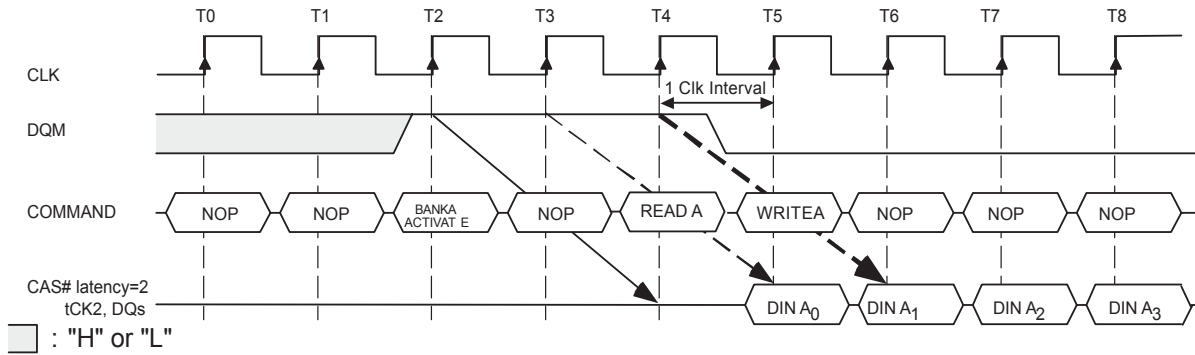 T0 T1 T2 T3 T4 T5 T6 T7 T8
CLK
1 Clk Interval
DQM
COMMAND NOP NOP BANKA ACTIVAT E NOP READ A WRITEA NOP NOP NOP
CAS# latency=2
tCK2, DQs DIN A0 DIN A1 DIN A2 DIN A3
: "H" or "L"